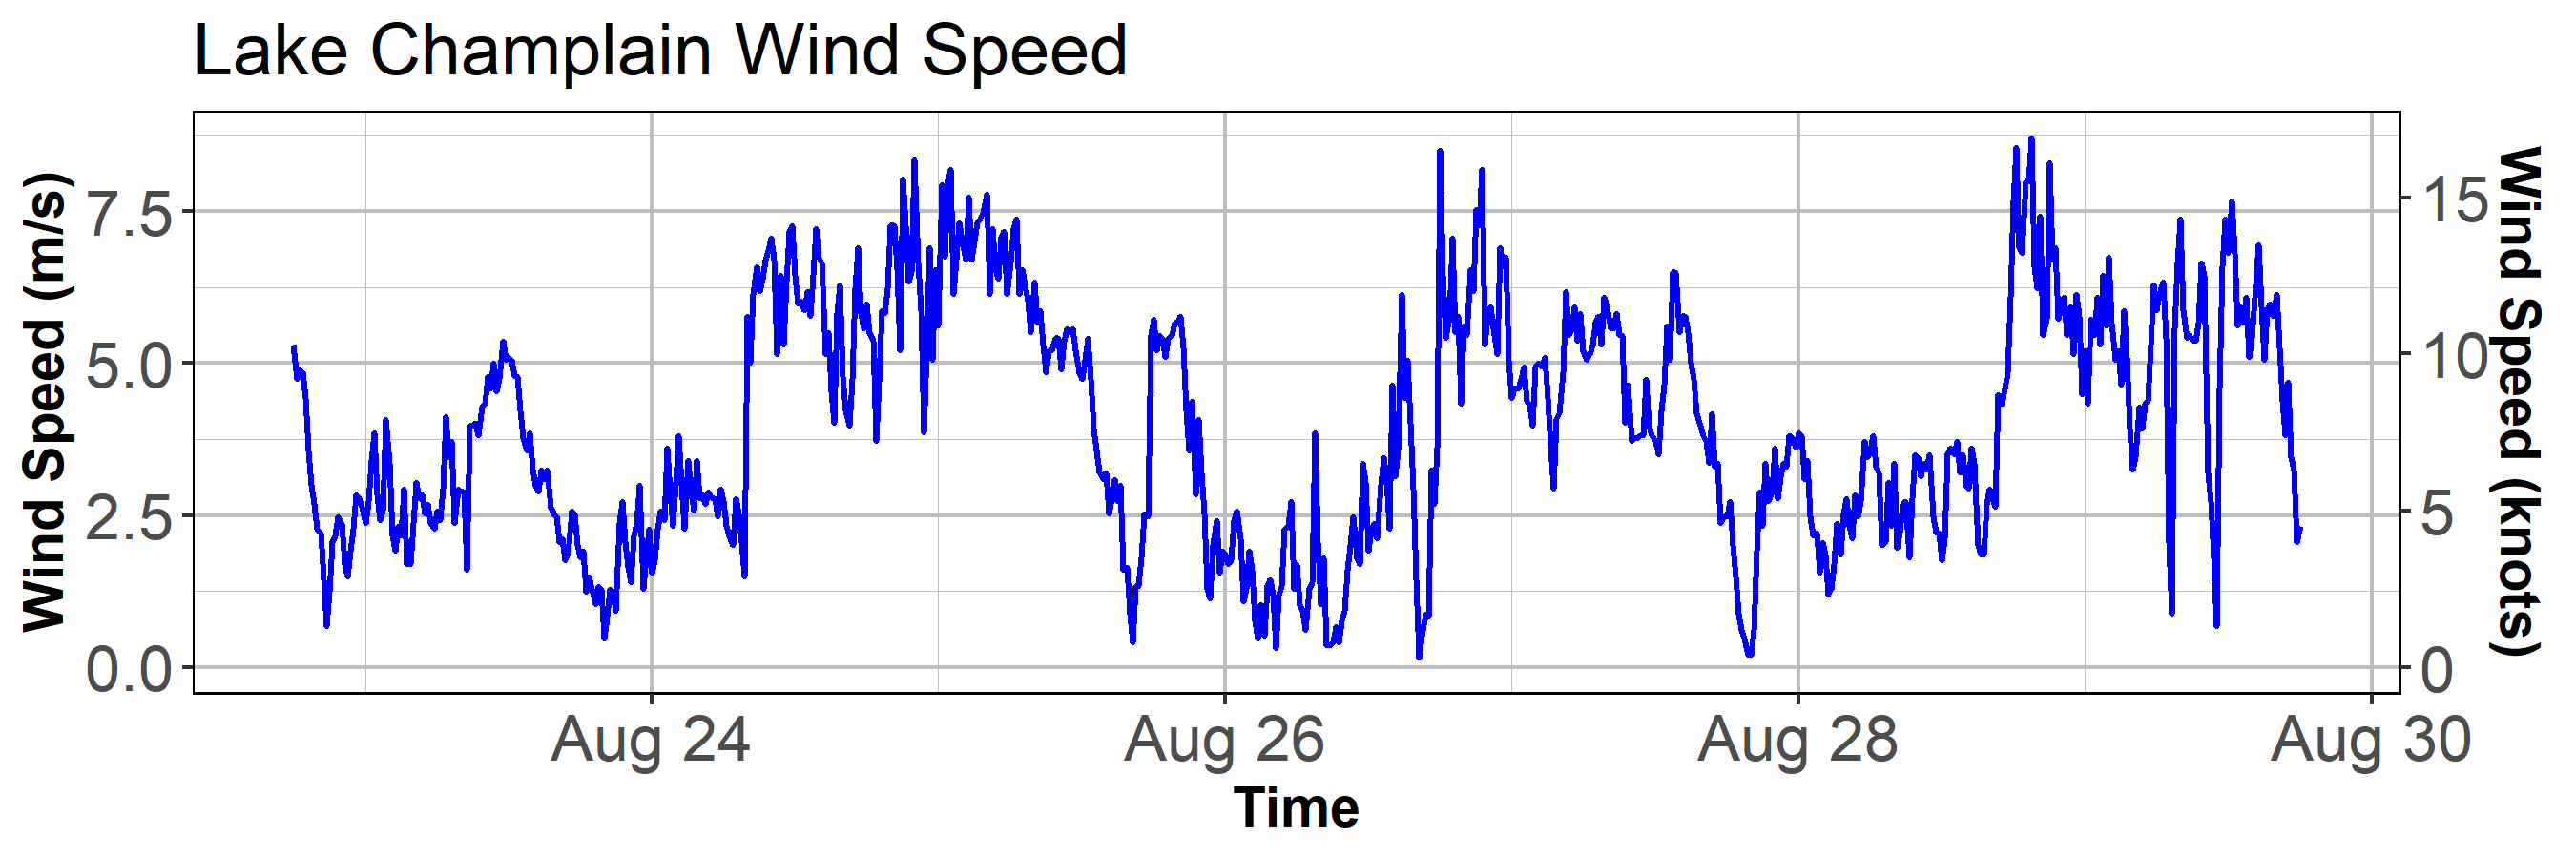 Lake Champlain Wind Speed
Wind Speed (m/s)
7.5
5.0
2.5
0.0
15
10
5
0
Wind Speed (knots)
Aug 24
Aug 26
Aug 28
Aug 30
Time